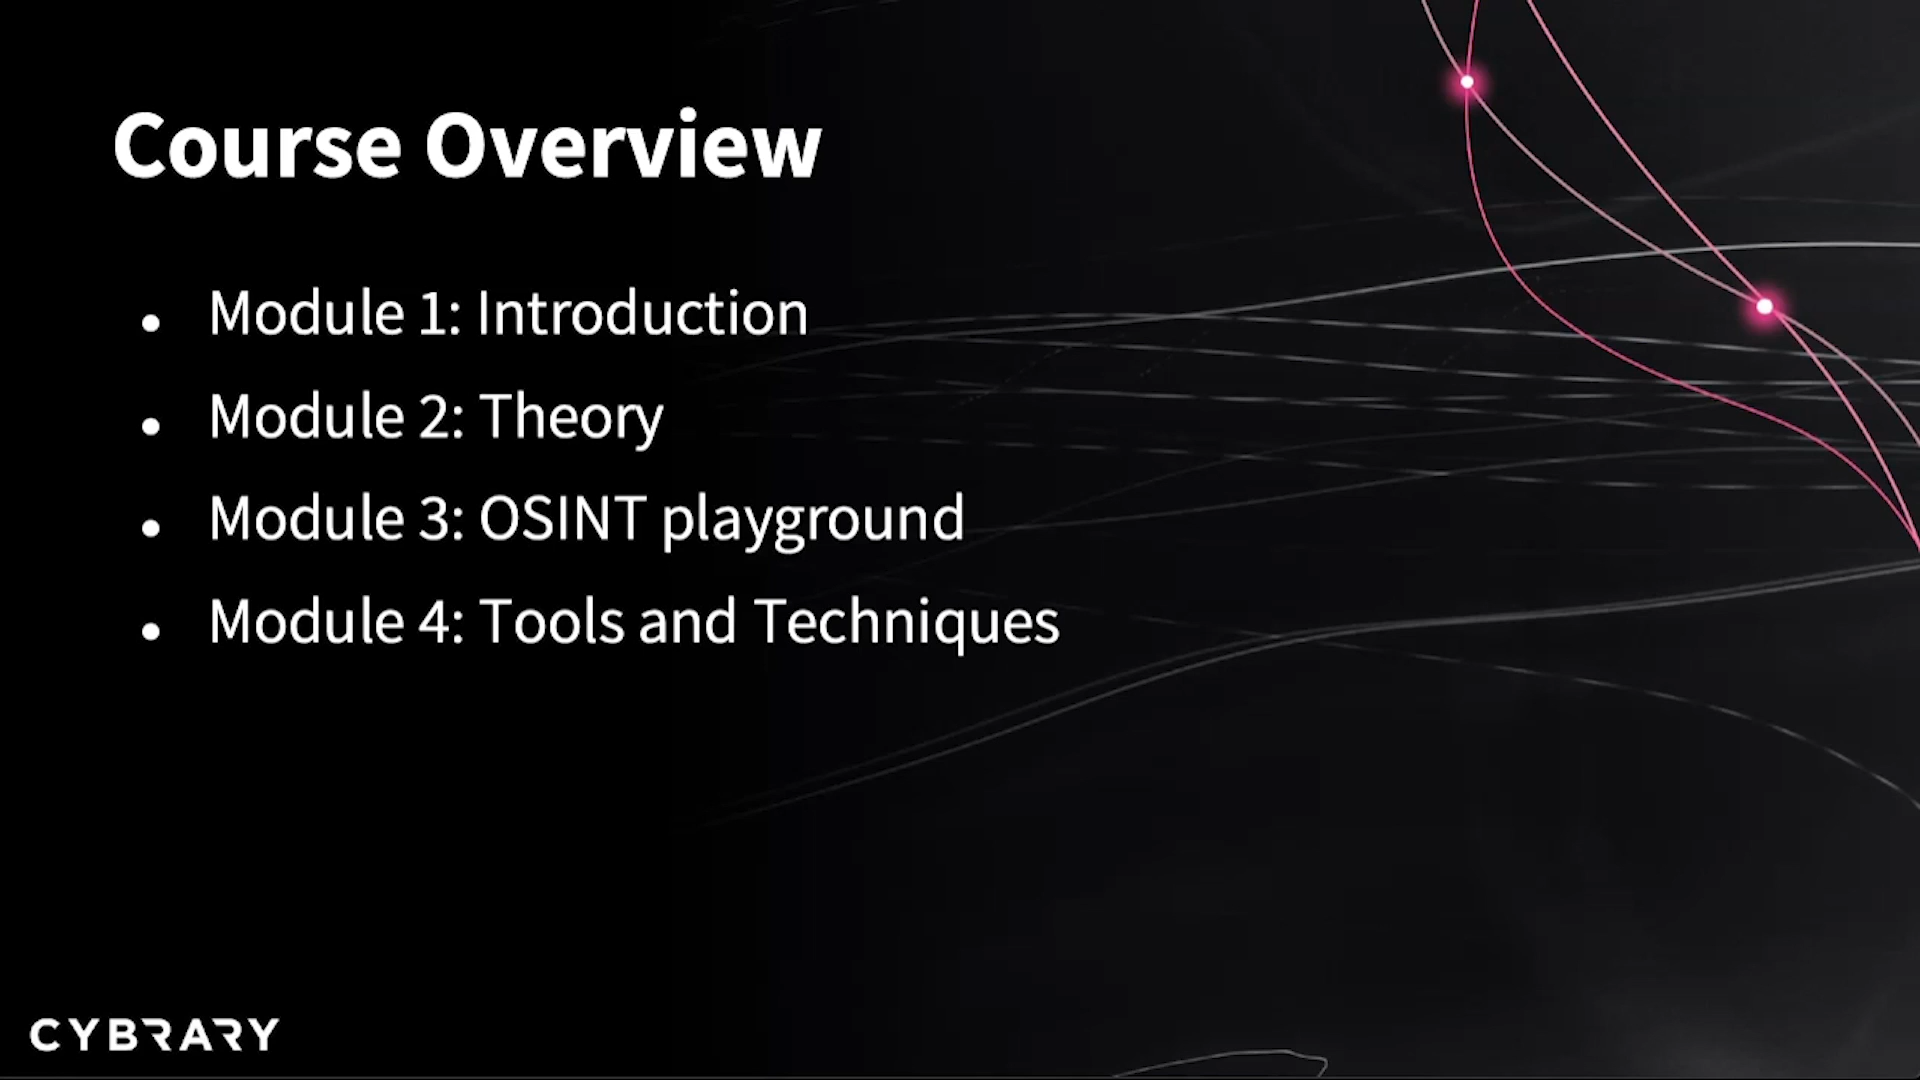 Course Overview
• Module 1: Introduction
• Module 2: Theory
• Module 3: OSINT playground
• Module 4: Tools and Techniques
CYBRARY